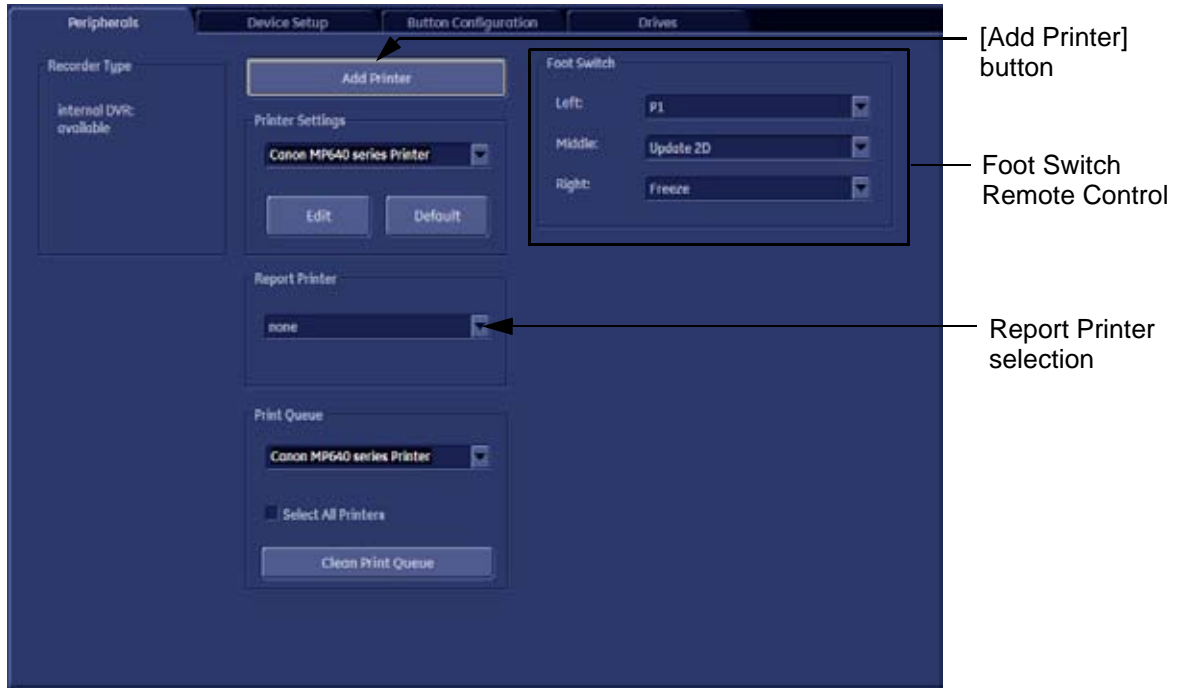 Peripherals
Device Setup
Button Configuration
Drives
Recorder Type
internal DVR:
available
Add Printer
Printer Settings
Canon MP640 series Printer
Edit
Default
Report Printer
none
Print Queue
Canon MP640 series Printer
Select All Printers
Clean Print Queue
Foot Switch
Left:
P1
Middle:
Update 2D
Right:
Freeze
[Add Printer]
button
Foot Switch
Remote Control
Report Printer
selection